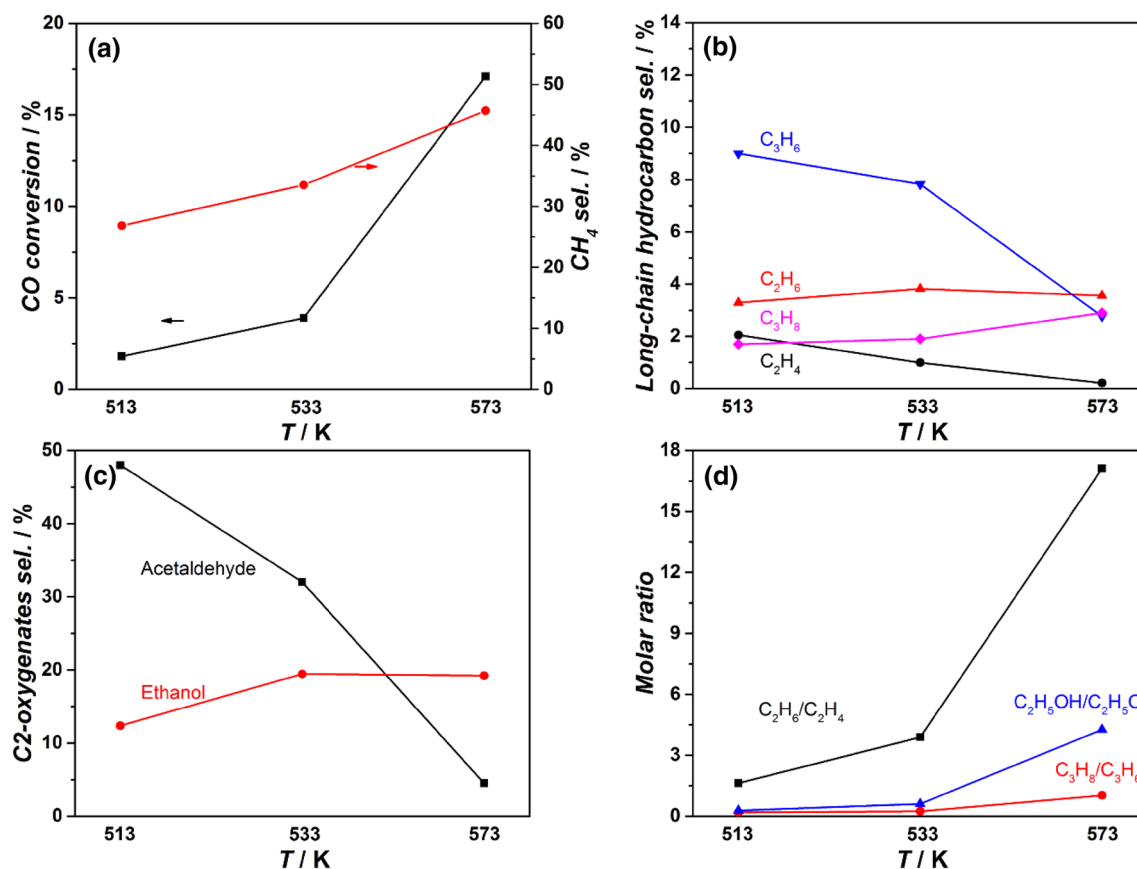 (a)
CO conversion / %
20
15
10
5
0
60
50
40
30
20
10
0
CH₄ sel. / %
513 533 573
T / K
(b)
Long-chain hydrocarbon sel. / %
14
12
10
8
6
4
2
0
C₃H₆
C₂H₆
C₃H₈
C₂H₄
513 533 573
T / K
(c)
C2-oxygenates sel. / %
50
40
30
20
10
0
Acetaldehyde
Ethanol
513 533 573
T / K
(d)
Molar ratio
18
15
12
9
6
3
0
C₂H₆/C₂H₄
C₂H₅OH/C₂H₅O
C₃H₈/C₃H₆
513 533 573
T / K